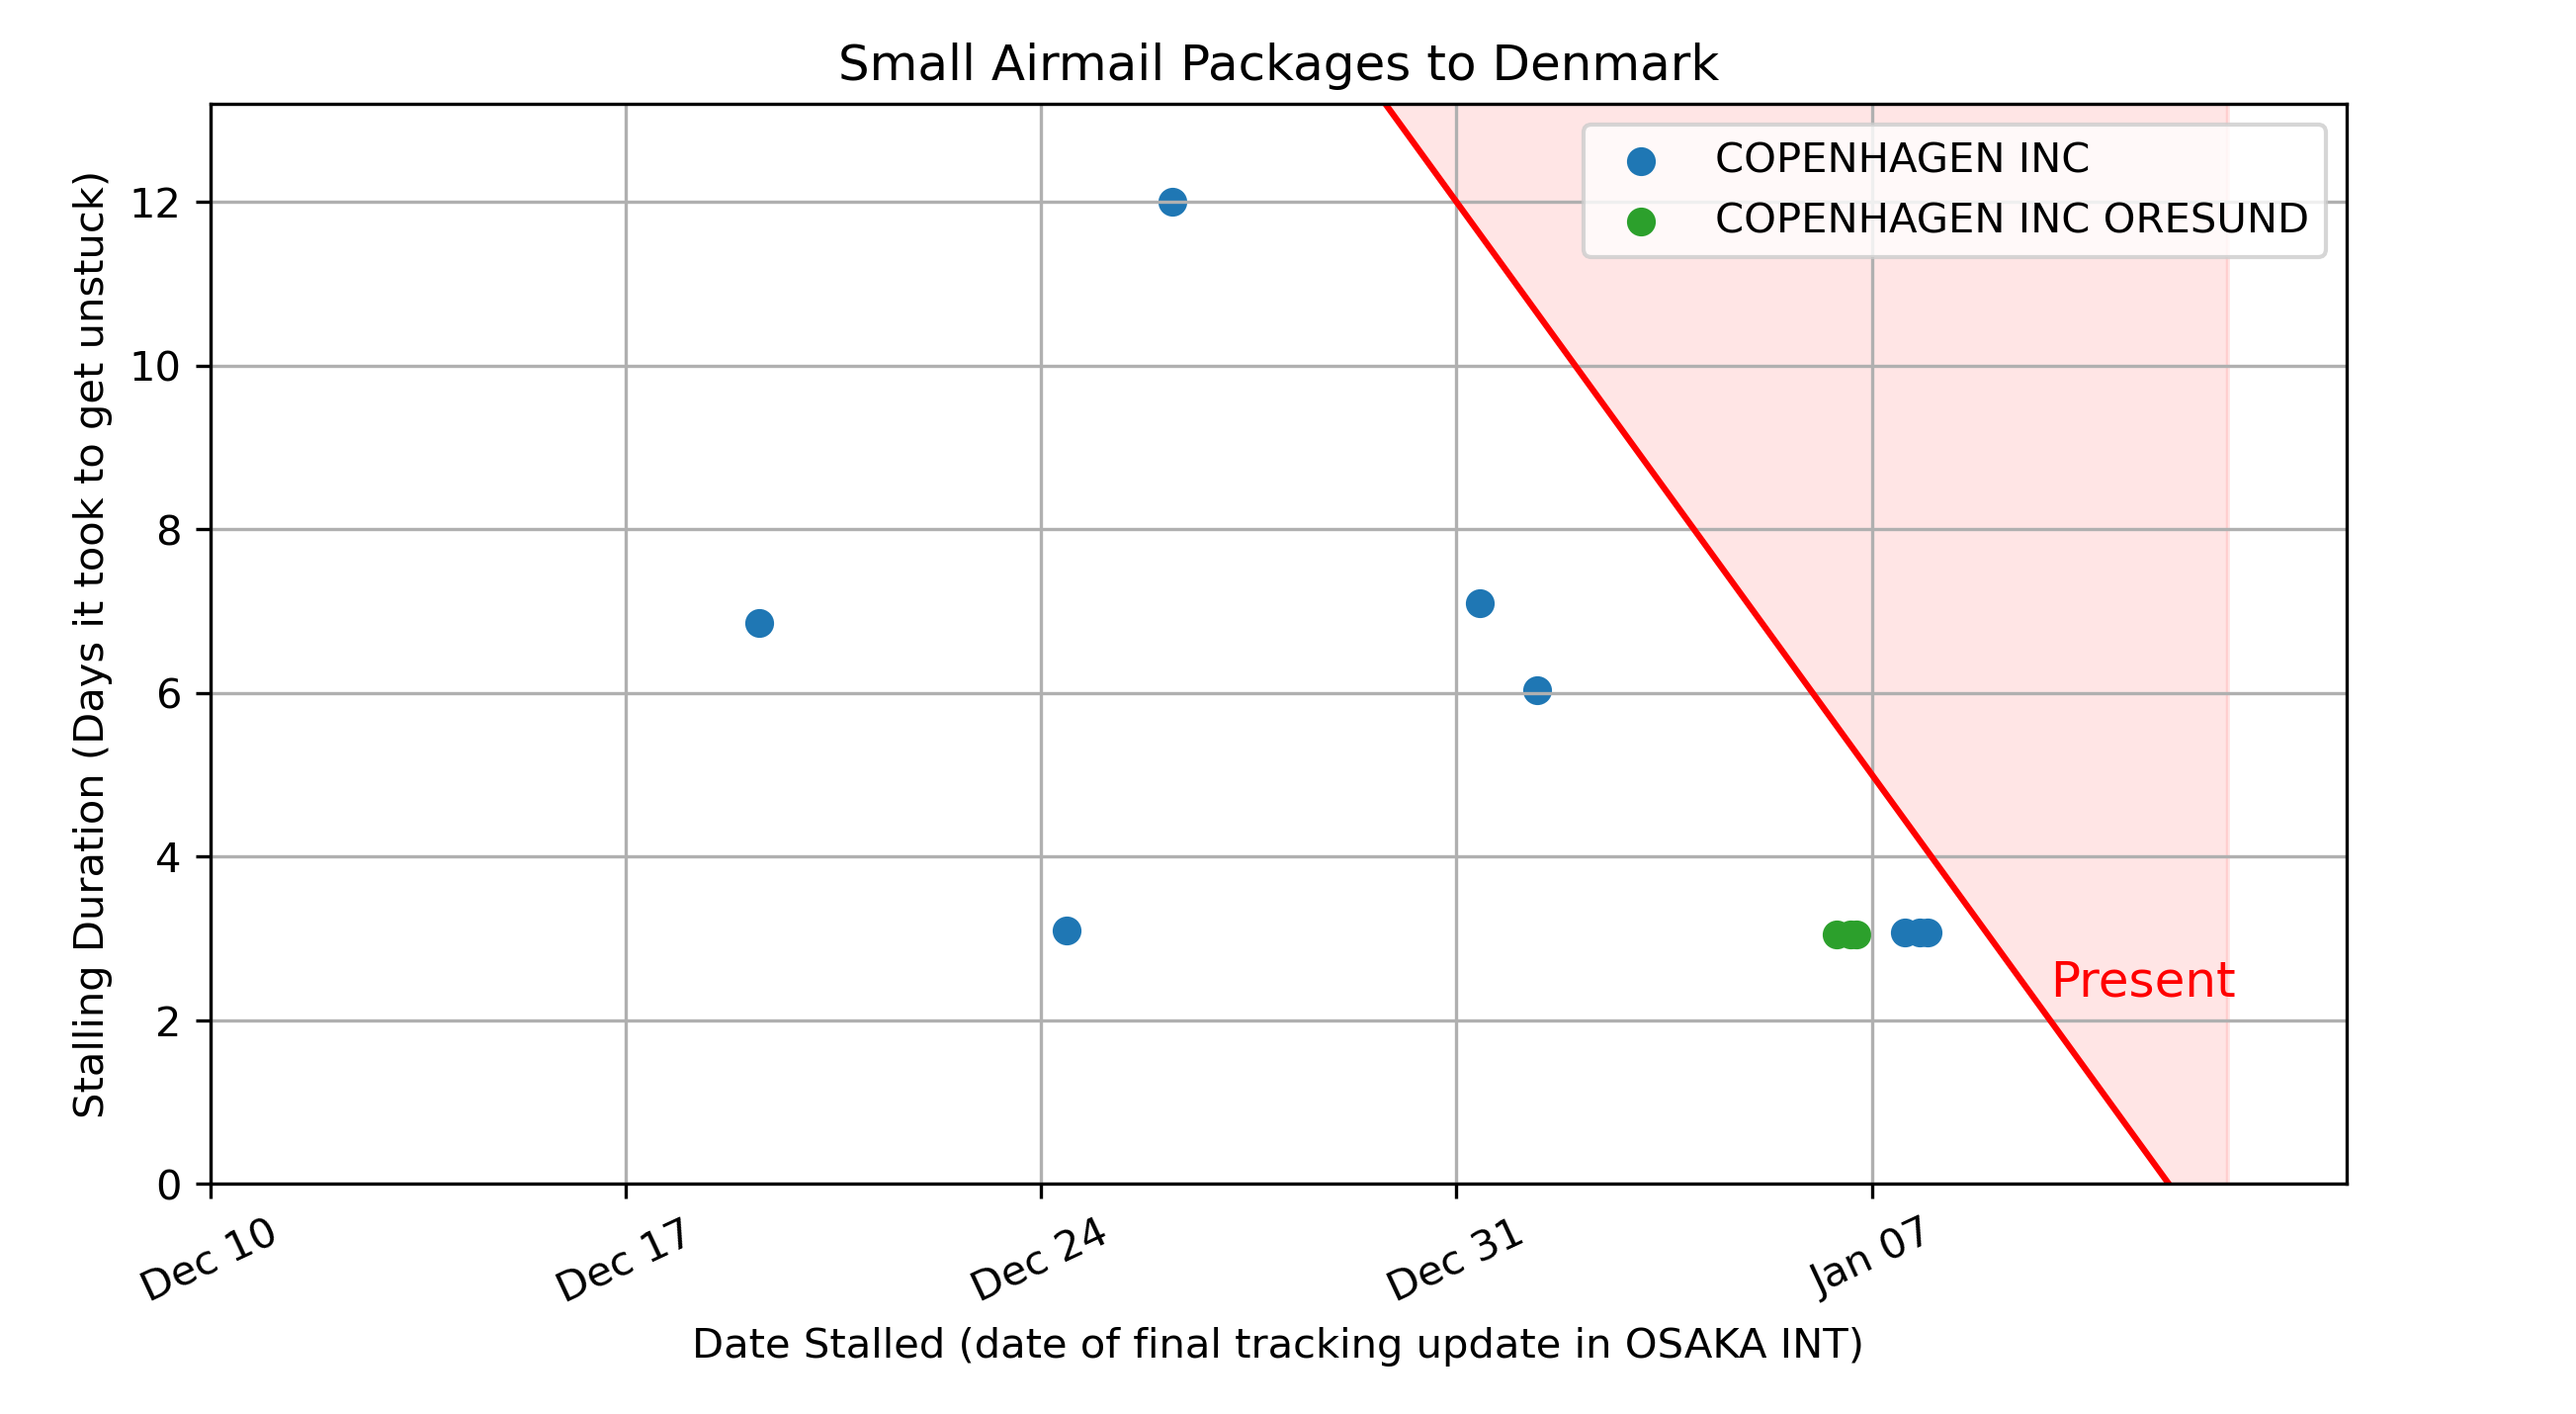 Small Airmail Packages to Denmark
COPENHAGEN INC
COPENHAGEN INC ORESUND
Stalling Duration (Days it took to get unstuck)
12
10
8
6
4
2
0
Present
Dec 10
Dec 17
Dec 24
Dec 31
Jan 07
Date Stalled (date of final tracking update in OSAKA INT)